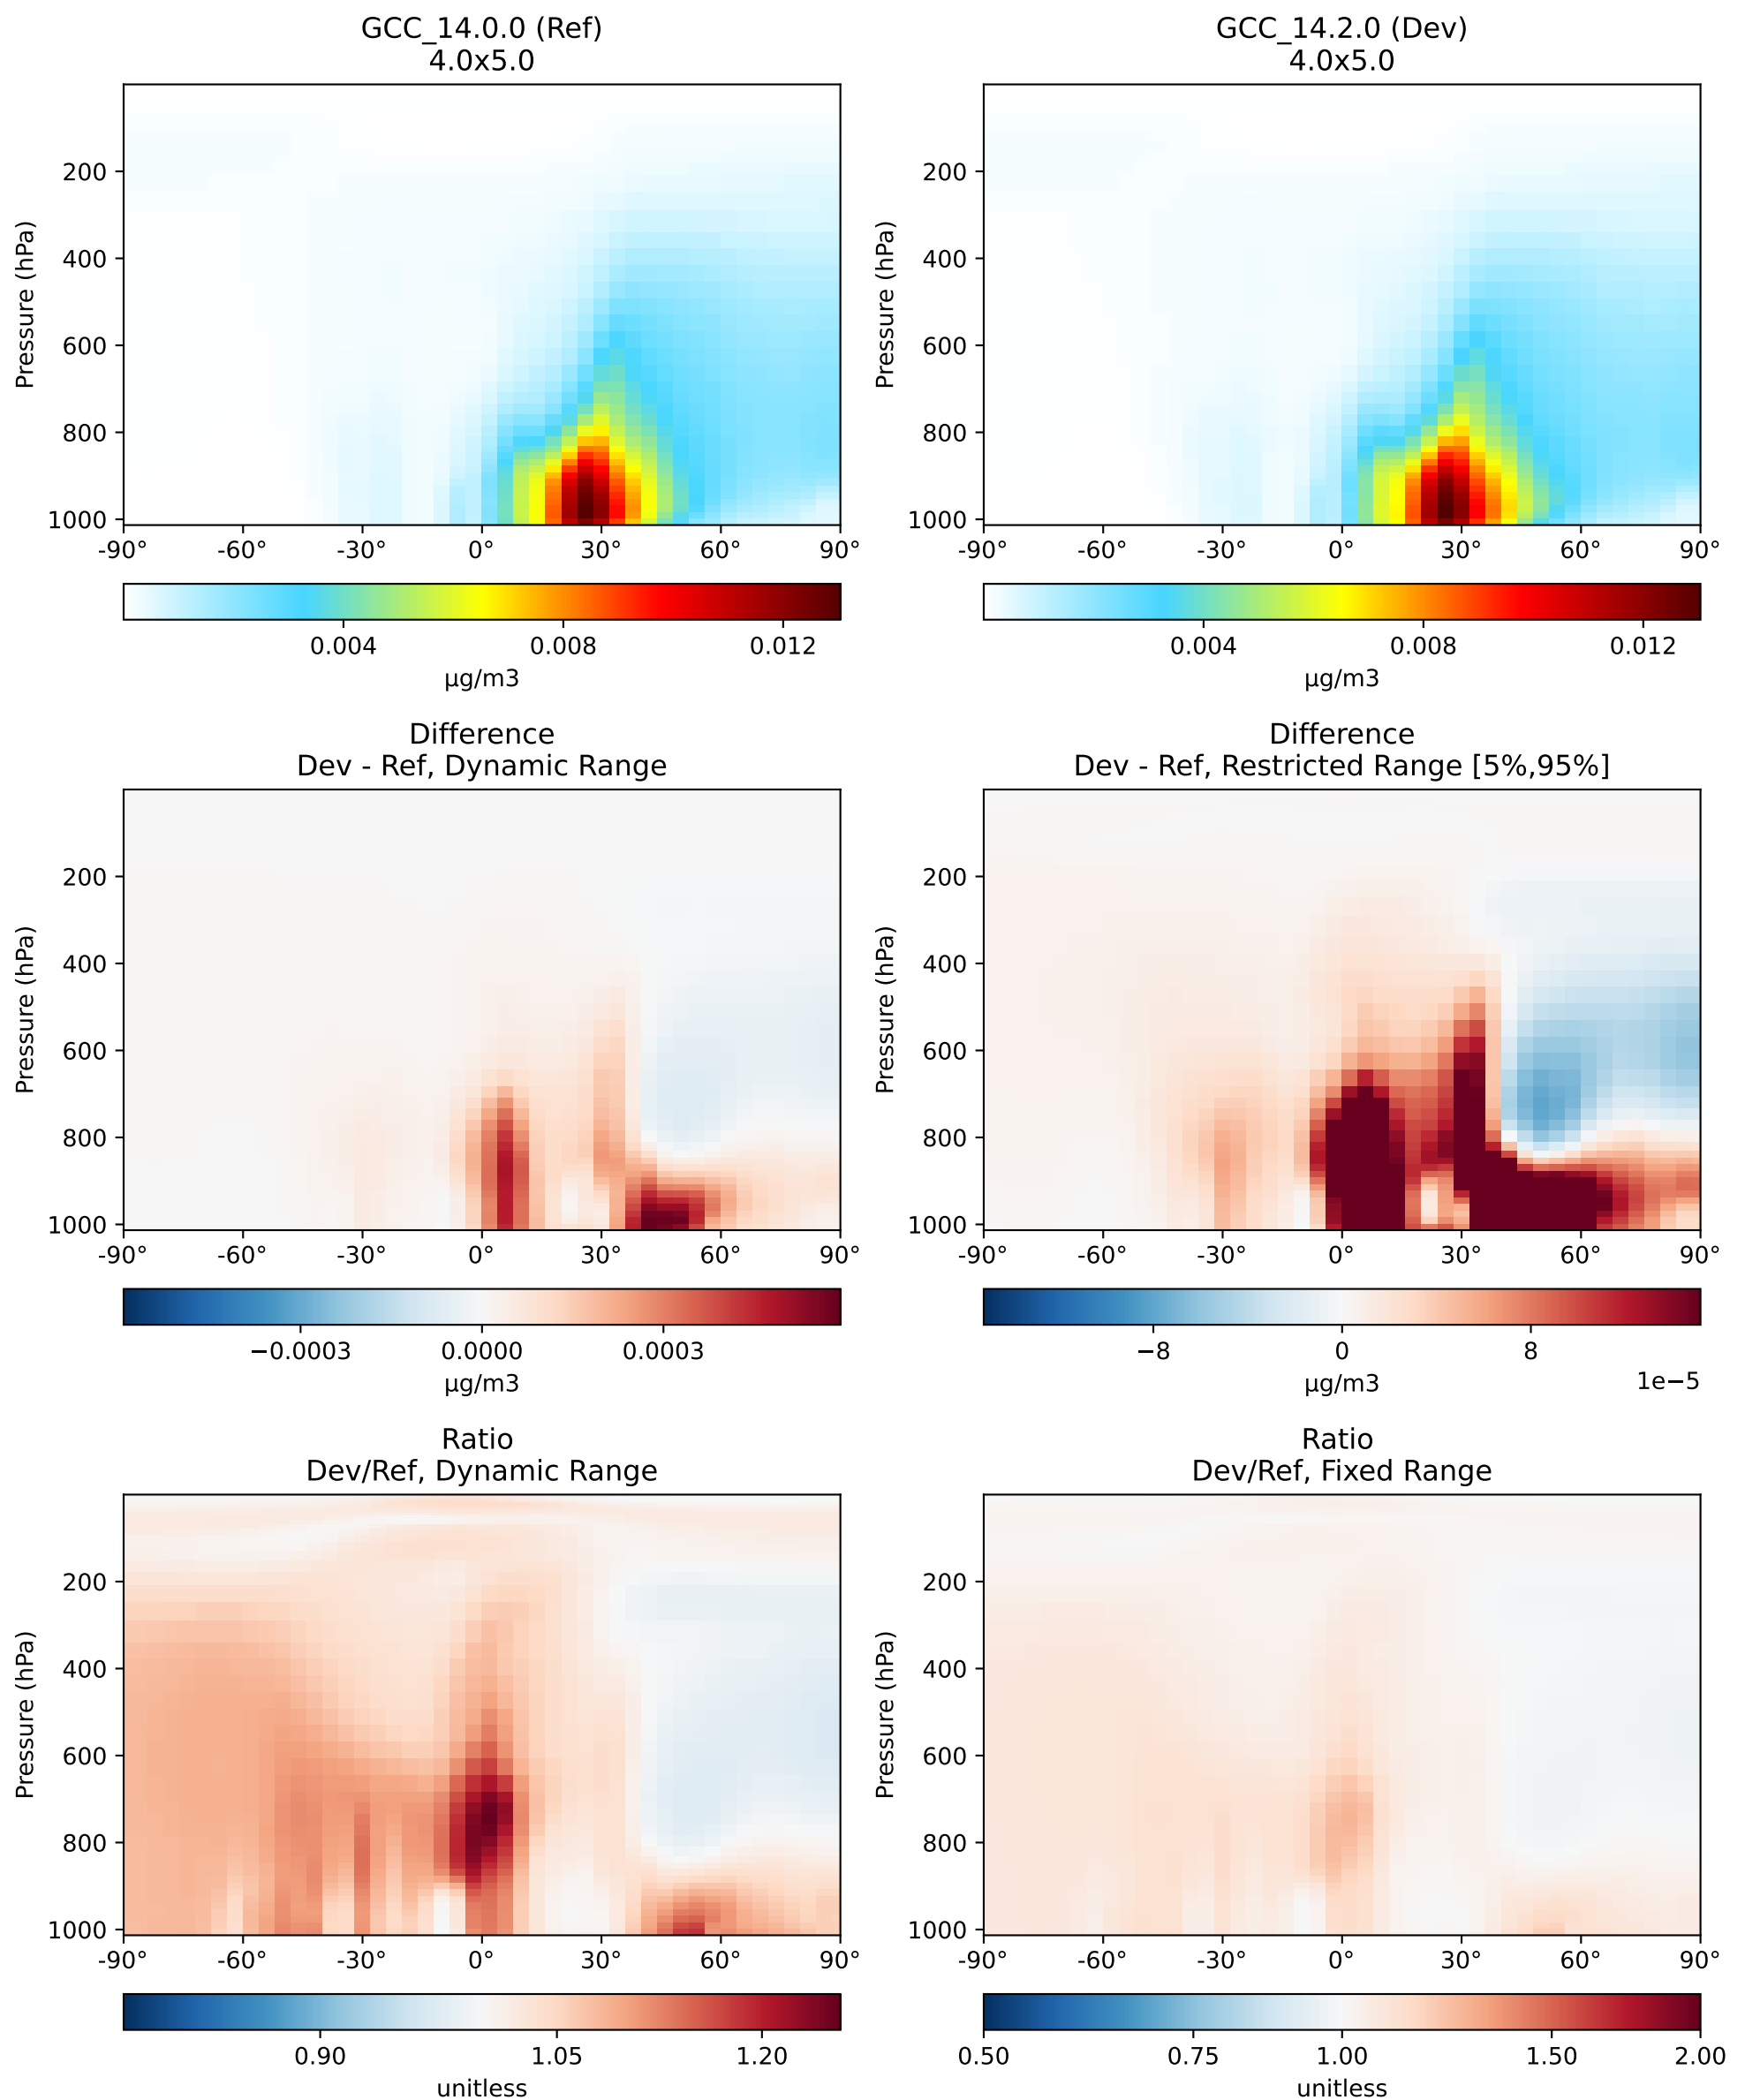 GCC_14.0.0 (Ref)
4.0x5.0
Pressure (hPa)
200
400
600
800
1000
-90° -60° -30° 0° 30° 60° 90°
0.004 0.008 0.012
μg/m3
GCC_14.2.0 (Dev)
4.0x5.0
Pressure (hPa)
200
400
600
800
1000
-90° -60° -30° 0° 30° 60° 90°
0.004 0.008 0.012
μg/m3
Difference
Dev - Ref, Dynamic Range
Pressure (hPa)
200
400
600
800
1000
-90° -60° -30° 0° 30° 60° 90°
−0.0003 0.0000 0.0003
μg/m3
Difference
Dev - Ref, Restricted Range [5%,95%]
Pressure (hPa)
200
400
600
800
1000
-90° -60° -30° 0° 30° 60° 90°
−8 0 8
μg/m3 1e−5
Ratio
Dev/Ref, Dynamic Range
Pressure (hPa)
200
400
600
800
1000
-90° -60° -30° 0° 30° 60° 90°
0.90 1.05 1.20
unitless
Ratio
Dev/Ref, Fixed Range
Pressure (hPa)
200
400
600
800
1000
-90° -60° -30° 0° 30° 60° 90°
0.50 0.75 1.00 1.50 2.00
unitless